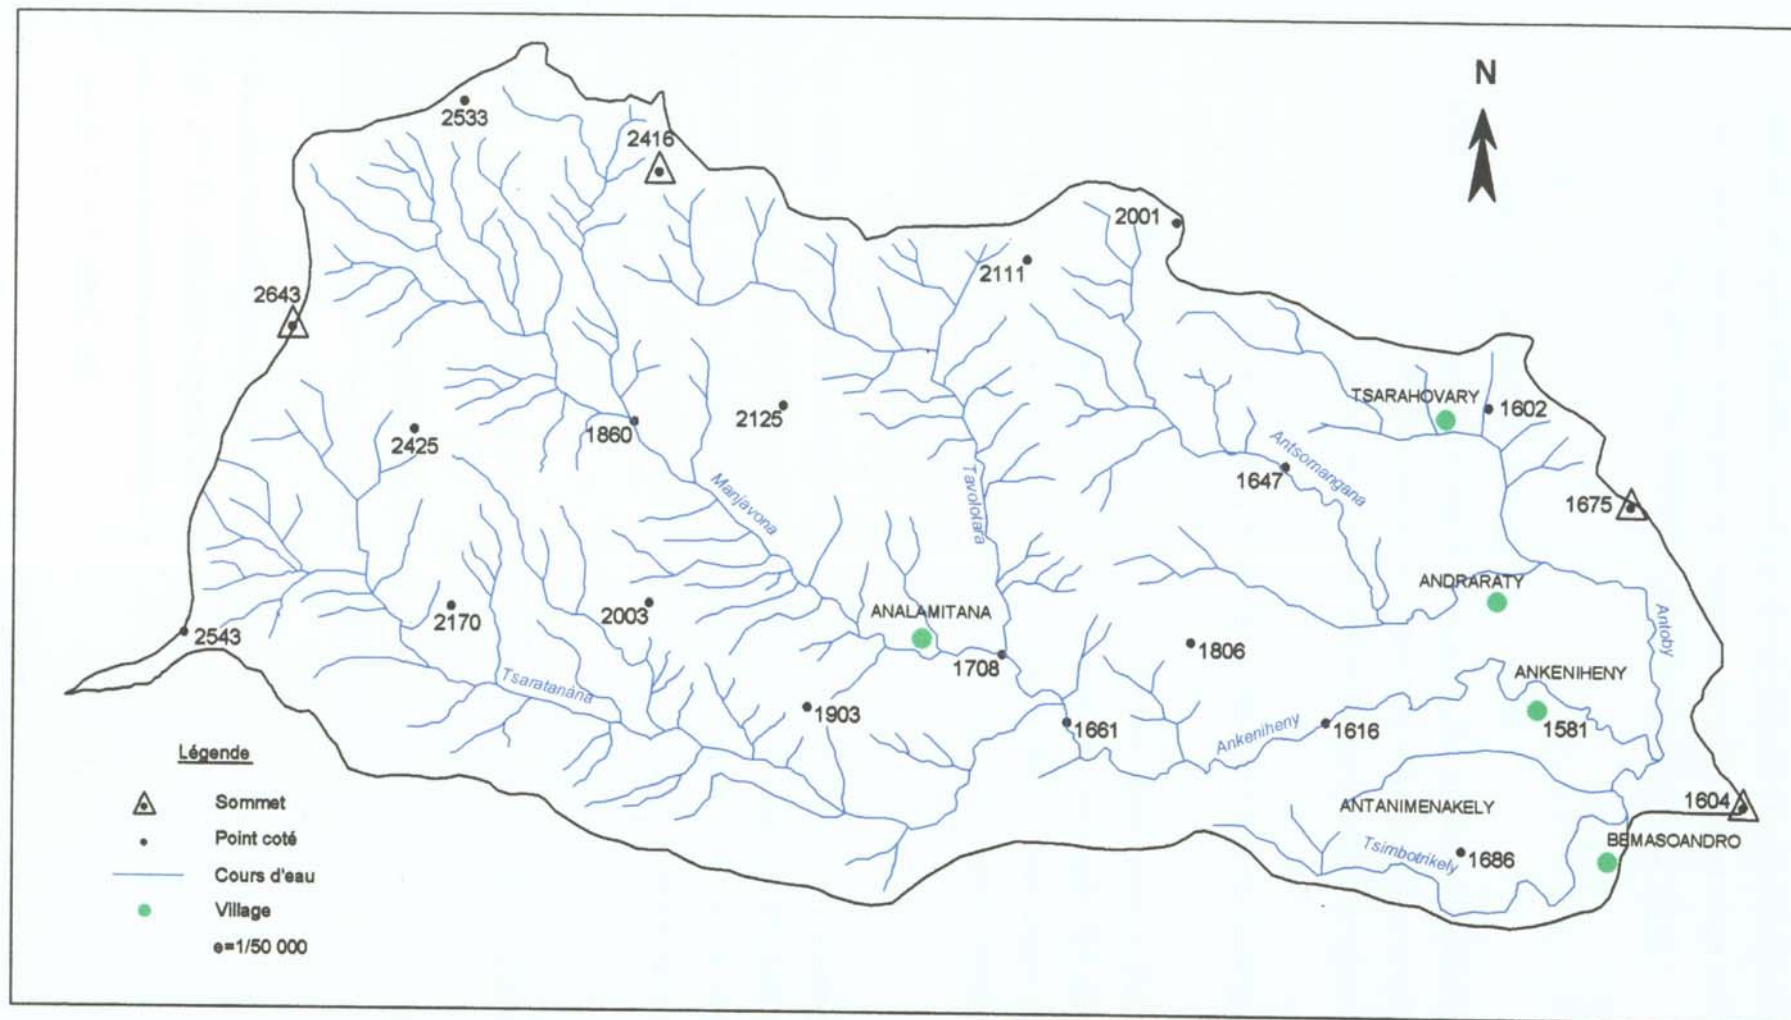 N
2533
2416
2001
2111
2643
TSARAHOVARY
1602
2125
1860
2425
Antsomangana
Manjavona
Tavolotara
1647
1675
ANDRARATY
ANALAMITANA
2170
2003
Antoby
2543
1708
1806
ANKENIHENY
Tsaratanana
1903
1661
Ankeniheny
1616
1581
Légende
Sommet
Point coté
Cours d'eau
Village
e=1/50 000
1604
ANTANIMENAKELY
BEMASOANDRO
Tsimbotrikely
1686